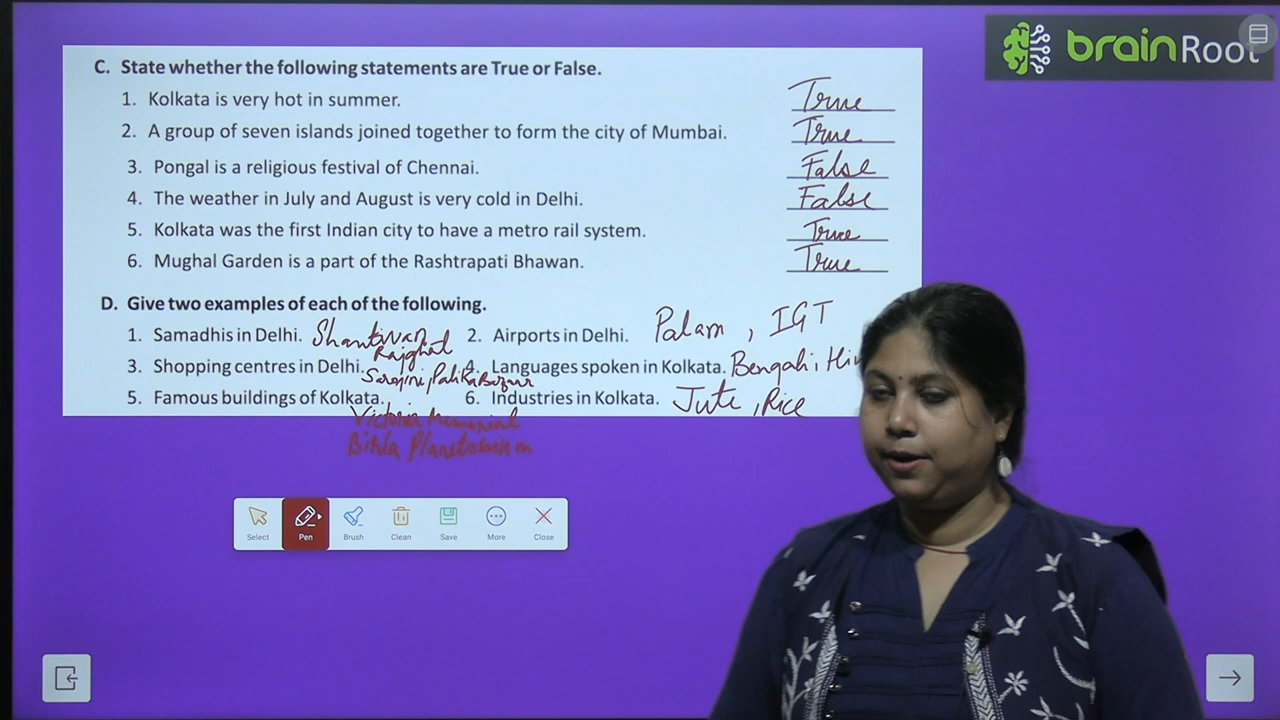 brainRoot
C. State whether the following statements are True or False.
1. Kolkata is very hot in summer. True
2. A group of seven islands joined together to form the city of Mumbai. True
3. Pongal is a religious festival of Chennai. False
4. The weather in July and August is very cold in Delhi. False
5. Kolkata was the first Indian city to have a metro rail system. True
6. Mughal Garden is a part of the Rashtrapati Bhawan. True
D. Give two examples of each of the following.
1. Samadhis in Delhi. Shantivan 2. Airports in Delhi. Palam, IGT
Rajghat
3. Shopping centres in Delhi. 4. Languages spoken in Kolkata. Bengali, Hin
Sarojini, Palika Bazaar
5. Famous buildings of Kolkata. 6. Industries in Kolkata. Jute, Rice
Victoria Memorial
Birla Planetarium
Select Pen Brush Clean Save More Close